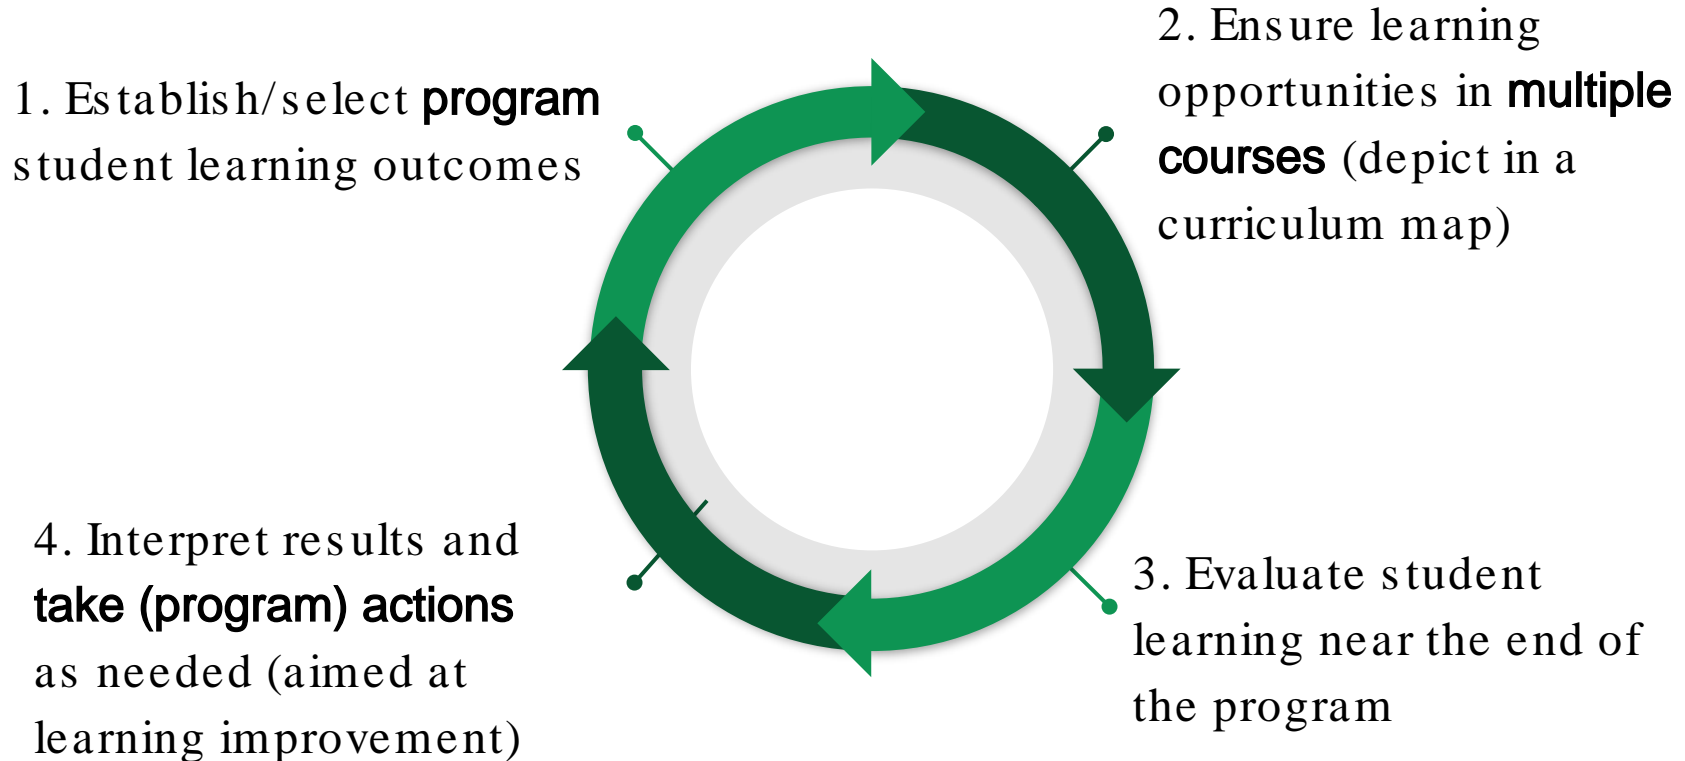 1. Establish/select program
student learning outcomes
2. Ensure learning
opportunities in multiple
courses (depict in a
curriculum map)
3. Evaluate student
learning near the end of
the program
4. Interpret results and
take (program) actions
as needed (aimed at
learning improvement)